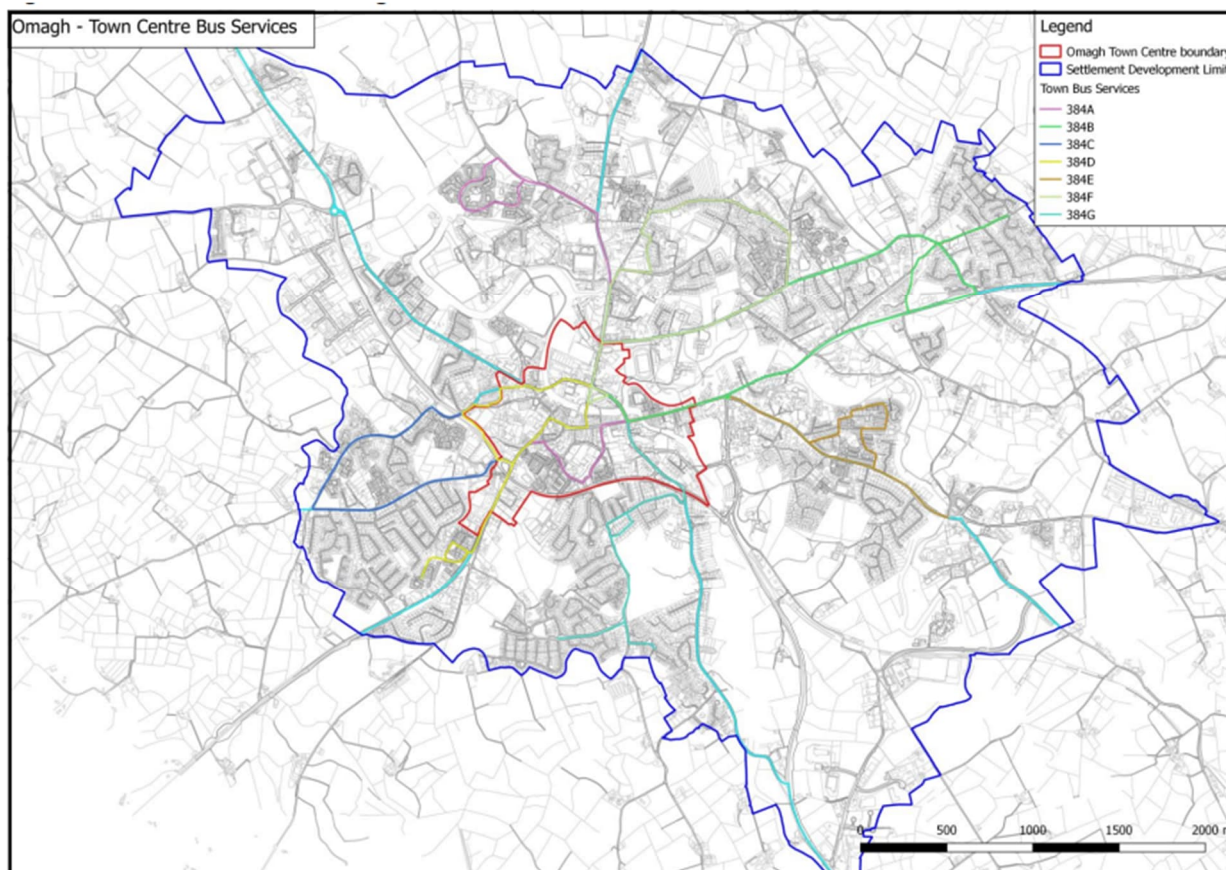 Omagh - Town Centre Bus Services
Legend
Omagh Town Centre boundary
Settlement Development Limi
Town Bus Services
384A
384B
384C
384D
384E
384F
384G
0 500 1000 1500 2000 m